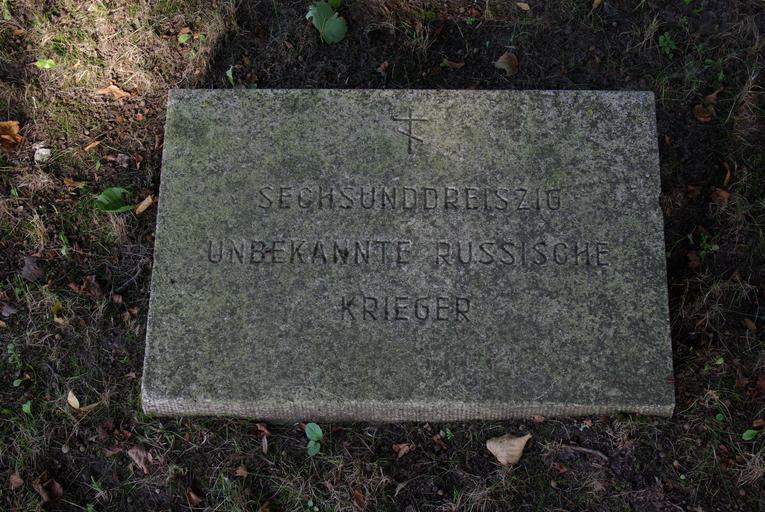 SECHSUNDDREISZIG
UNBEKANNTE RUSSISCHE
KRIEGER